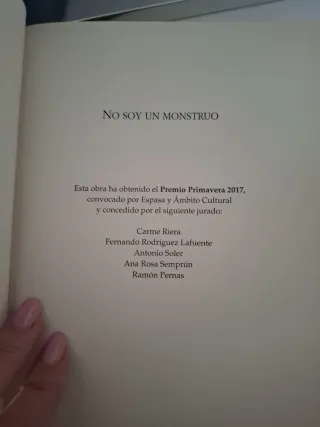 NO SOY UN MONSTRUO
Esta obra ha obtenido el Premio Primavera 2017,
convocado por Espasa y Ámbito Cultural
y concedido por el siguiente jurado:
Carme Riera
Fernando Rodríguez Lafuente
Antonio Soler
Ana Rosa Semprún
Ramón Pernas